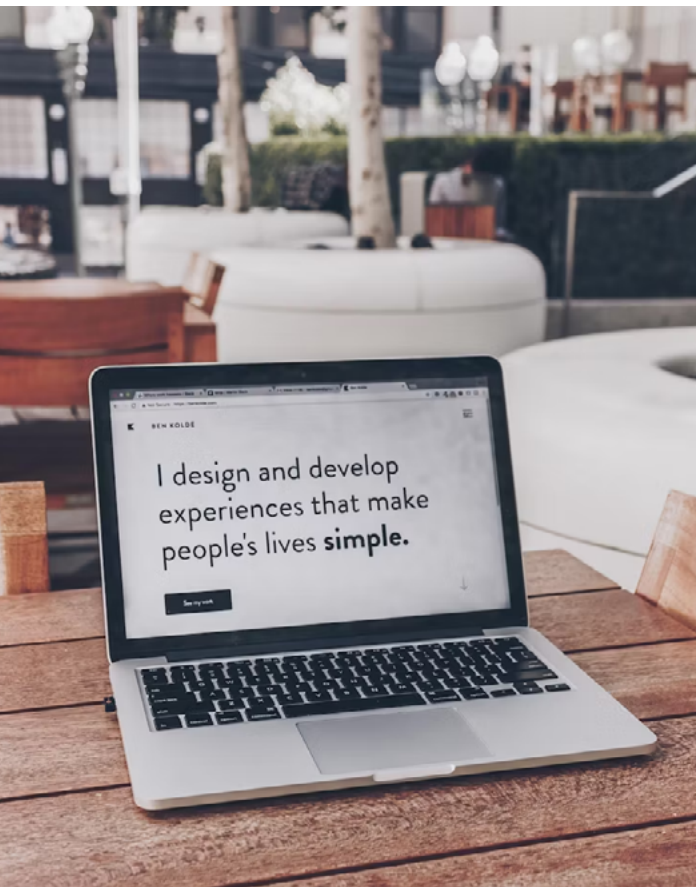 BEN KOLDE
I design and develop
experiences that make
people's lives simple.
See my work